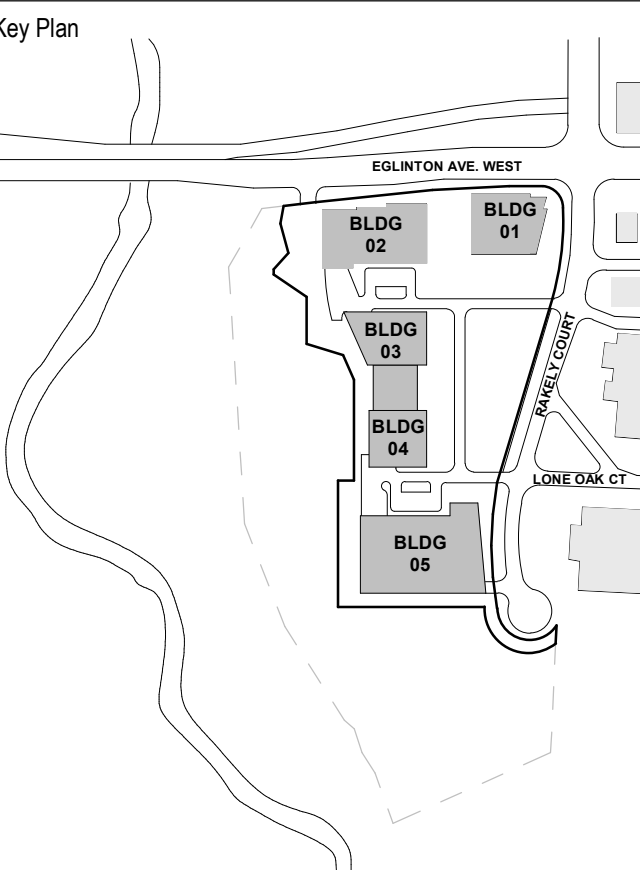 Key Plan
EGLINTON AVE. WEST
BLDG
01
BLDG
02
BLDG
03
RAKELY COURT
BLDG
04
LONE OAK CT
BLDG
05